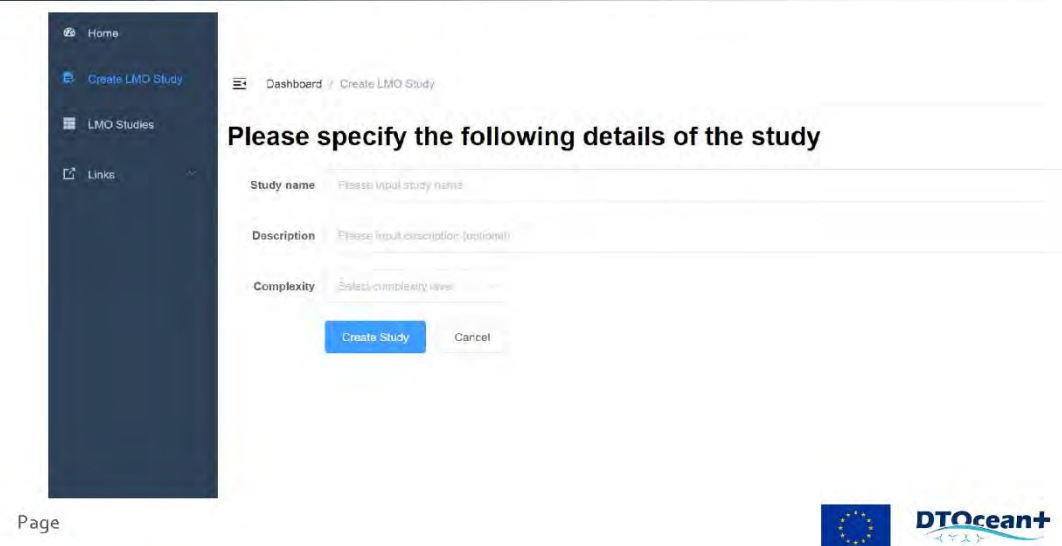 Home
Create LMO Study
LMO Studies
Links
Dashboard / Create LMO Study
Please specify the following details of the study
Study name Please input study name
Description Please input description (optional)
Complexity Select complexity level
Create Study Cancel
Page
DTOcean+